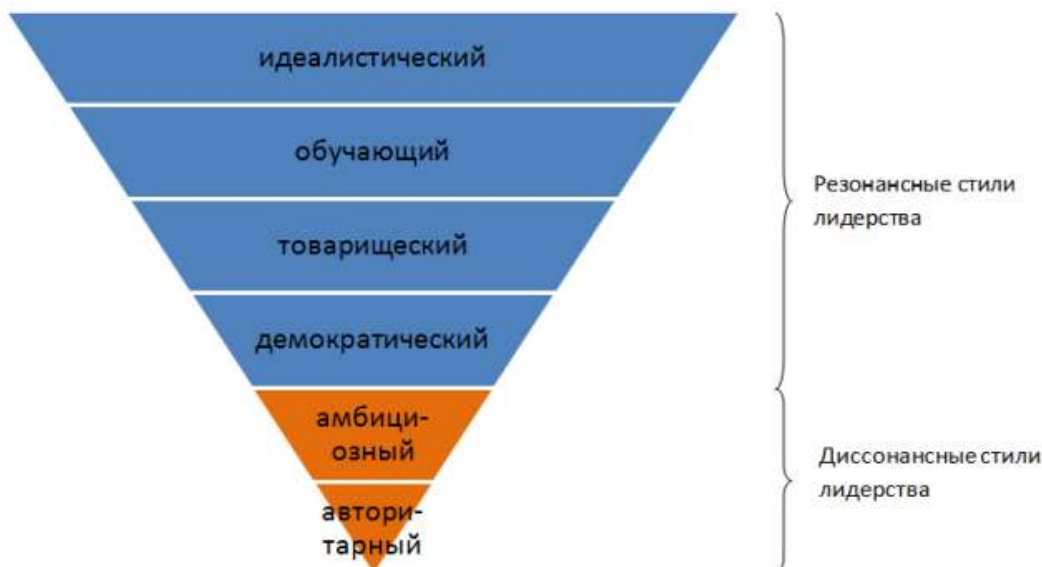 идеалистический
обучающий
товарищеский
демократический
амбици-
озный
автори-
тарный
Резонансные стили
лидерства
Диссонансные стили
лидерства